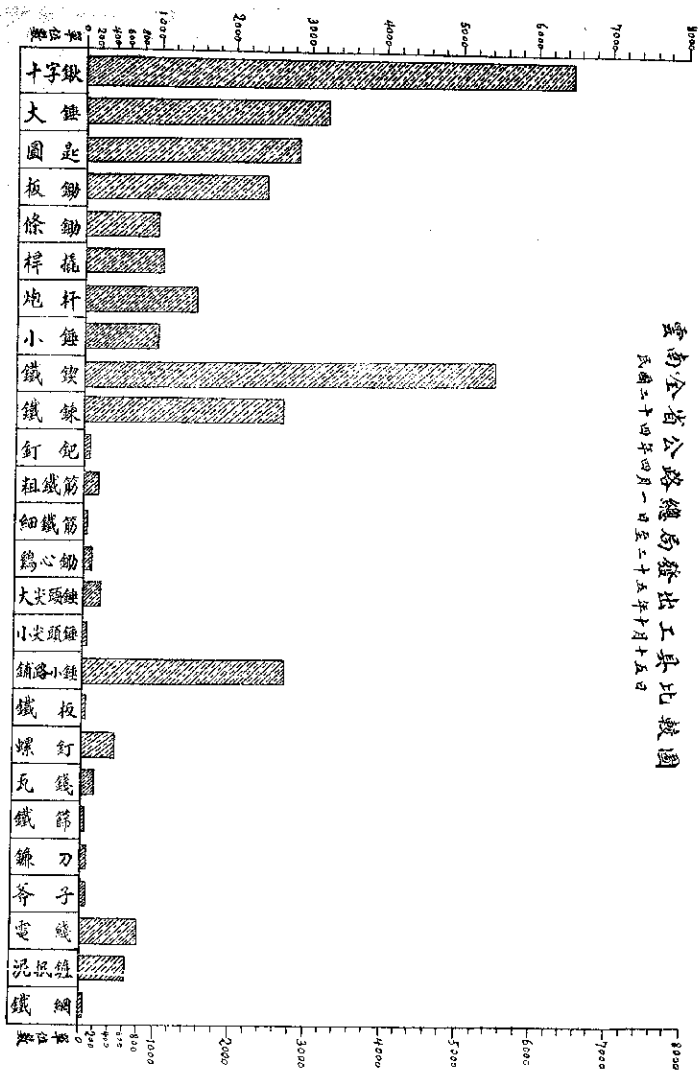 雲南全省公路總局發出工具比較圖
民國二十四年四月一日至二十五年十月十五日
單位數 0 200 400 600 800 1000 2000 3000 4000 5000 6000 7000 8000
十字鍬
大錘
圓匙
板鋤
條鋤
桿撬
炮杆
小錘
鐵鍥
鐵鍊
釘鈀
粗鐵筋
細鐵筋
鷄心鋤
大尖頭錘
小尖頭錘
鋪路小錘
鐵板
螺釘
瓦錢
鐵篩
鐮刀
斧子
電綫
鐵網
單位數 0 200 400 600 800 1000 2000 3000 4000 5000 6000 7000 8000